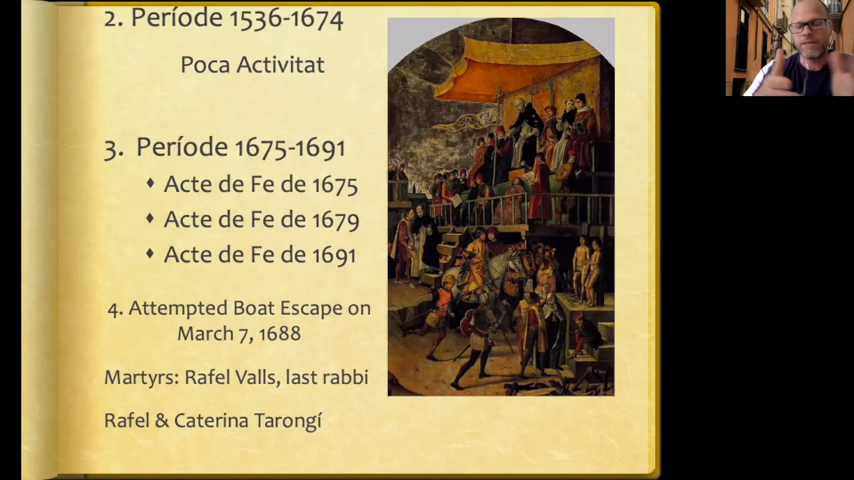 2. Període 1536-1674
Poca Activitat
3. Període 1675-1691
♦ Acte de Fe de 1675
♦ Acte de Fe de 1679
♦ Acte de Fe de 1691
4. Attempted Boat Escape on
March 7, 1688
Martyrs: Rafel Valls, last rabbi
Rafel & Caterina Tarongí